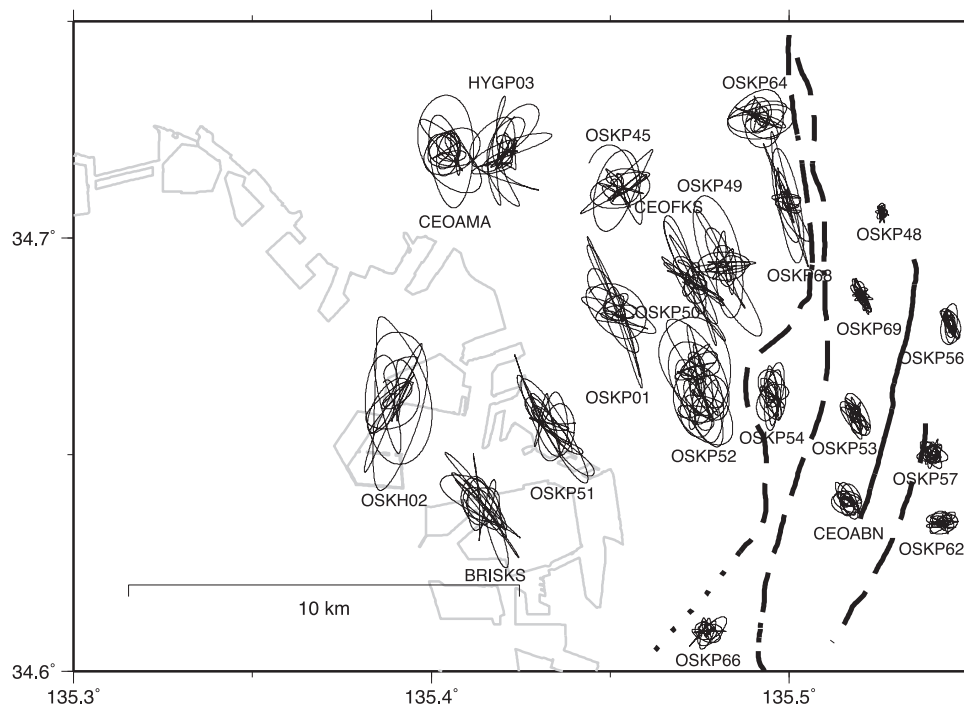 HYGP03
OSKP64
OSKP45
OSKP49
CEOFKS
CEOAMA
34.7°
OSKP48
OSKP63
OSKP50
OSKP69
OSKP56
OSKP01
OSKP54
OSKP53
OSKP52
OSKP57
OSKH02
OSKP51
CEOABN
OSKP62
BRISKS
10 km
OSKP66
34.6°
135.3°
135.4°
135.5°